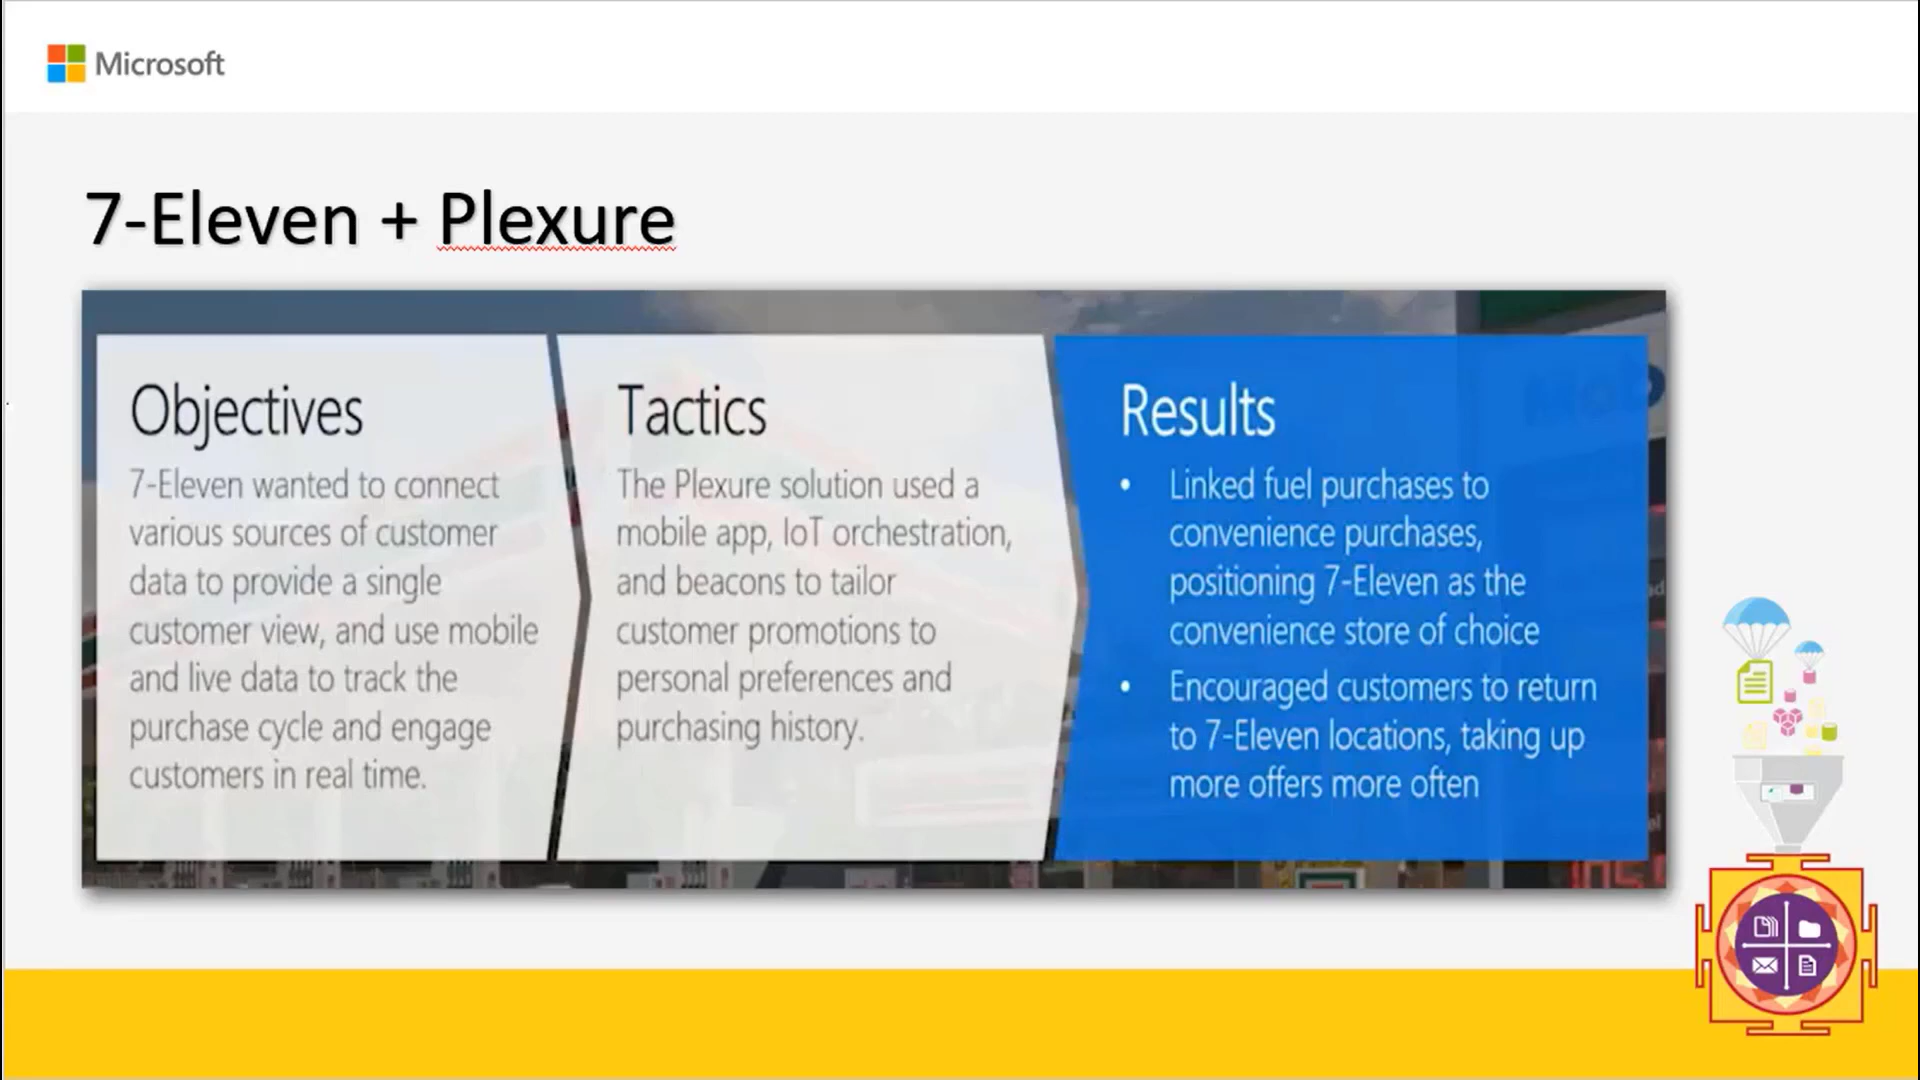 Microsoft
7-Eleven + Plexure
Objectives
7-Eleven wanted to connect
various sources of customer
data to provide a single
customer view, and use mobile
and live data to track the
purchase cycle and engage
customers in real time.
Tactics
The Plexure solution used a
mobile app, IoT orchestration,
and beacons to tailor
customer promotions to
personal preferences and
purchasing history.
Results
• Linked fuel purchases to
convenience purchases,
positioning 7-Eleven as the
convenience store of choice
• Encouraged customers to return
to 7-Eleven locations, taking up
more offers more often